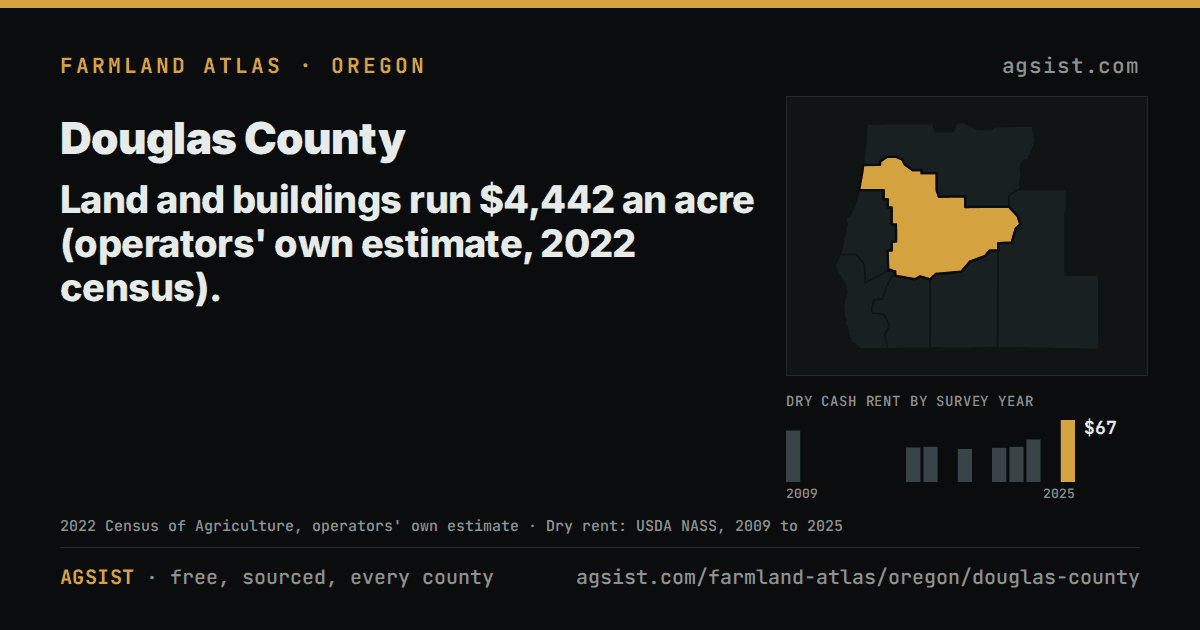 FARMLAND ATLAS · OREGON
agsist.com
Douglas County
Land and buildings run $4,442 an acre
(operators' own estimate, 2022
census).
DRY CASH RENT BY SURVEY YEAR
$67
2009
2025
2022 Census of Agriculture, operators' own estimate · Dry rent: USDA NASS, 2009 to 2025
AGSIST · free, sourced, every county
agsist.com/farmland-atlas/oregon/douglas-county